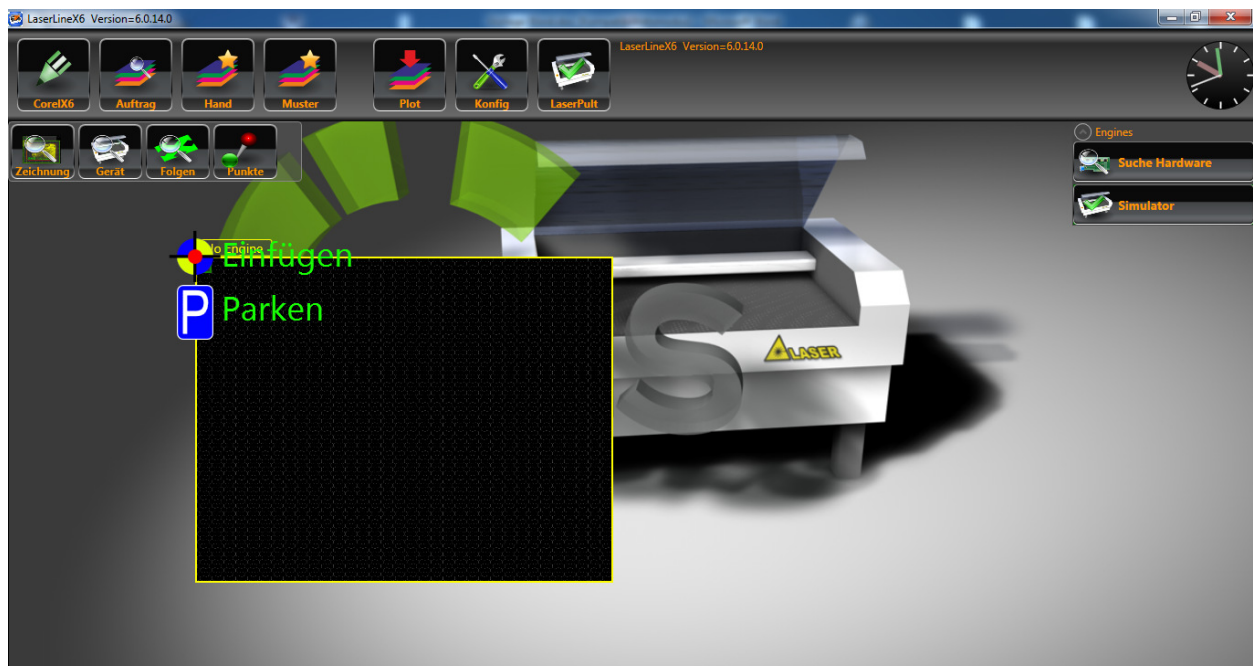 LaserLineX6 Version=6.0.14.0
CorelX6
Auftrag
Hand
Muster
Plot
Konfig
LaserPult
LaserLineX6 Version=6.0.14.0
Zeichnung
Gerät
Folgen
Punkte
Engines
Suche Hardware
Simulator
Engine
Einfügen
P
Parken
S
LASER